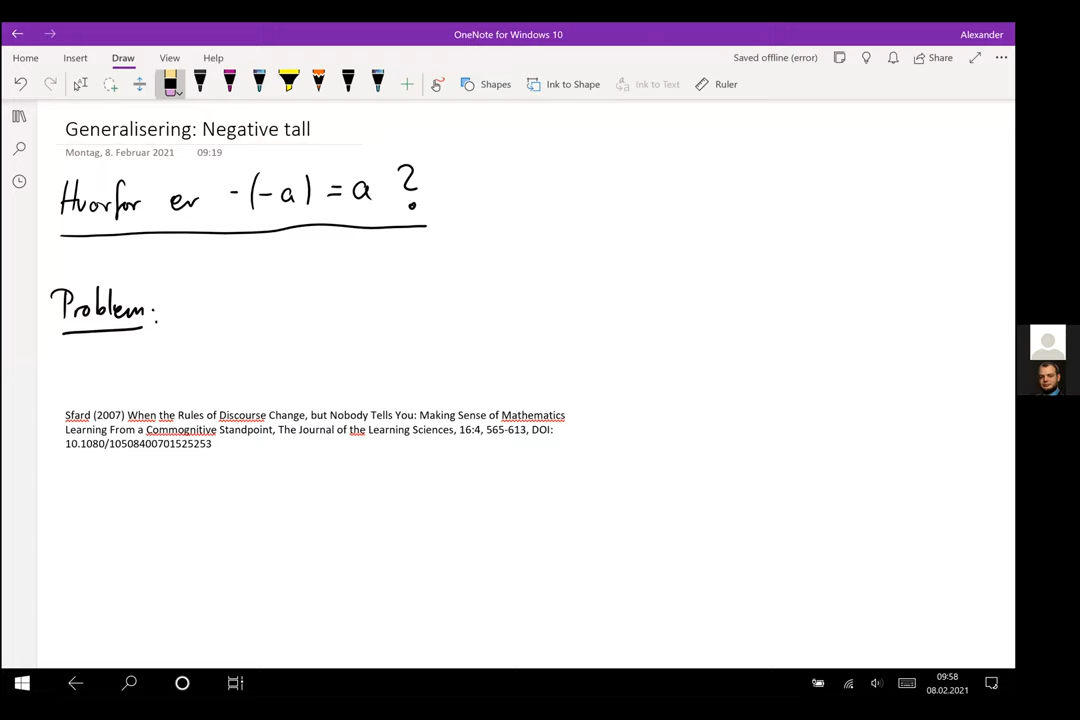 OneNote for Windows 10
Alexander
Home Insert Draw View Help
Saved offline (error)
Share
Shapes
Ink to Shape
Ink to Text
Ruler
Generalisering: Negative tall
Montag, 8. Februar 2021 09:19
Hvorfor er -(-a) = a ?
Problem:
Sfard (2007) When the Rules of Discourse Change, but Nobody Tells You: Making Sense of Mathematics
Learning From a Commognitive Standpoint, The Journal of the Learning Sciences, 16:4, 565-613, DOI:
10.1080/10508400701525253
09:58
08.02.2021